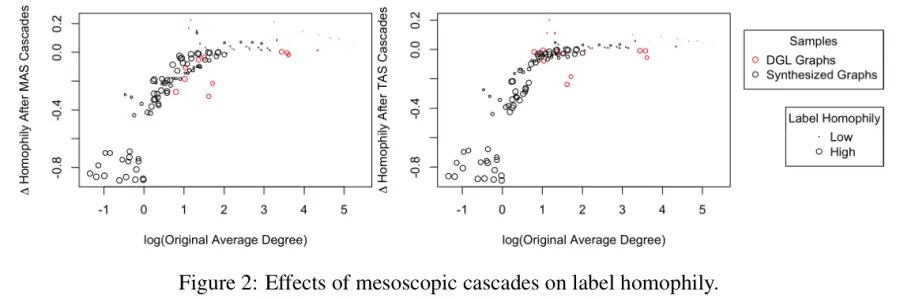 Δ Homophily After MAS Cascades
0.2
0.0
-0.4
-0.8
-1 0 1 2 3 4 5
log(Original Average Degree)
Δ Homophily After TAS Cascades
0.2
0.0
-0.4
-0.8
-1 0 1 2 3 4 5
log(Original Average Degree)
Samples
DGL Graphs
Synthesized Graphs
Label Homophily
Low
High
Figure 2: Effects of mesoscopic cascades on label homophily.